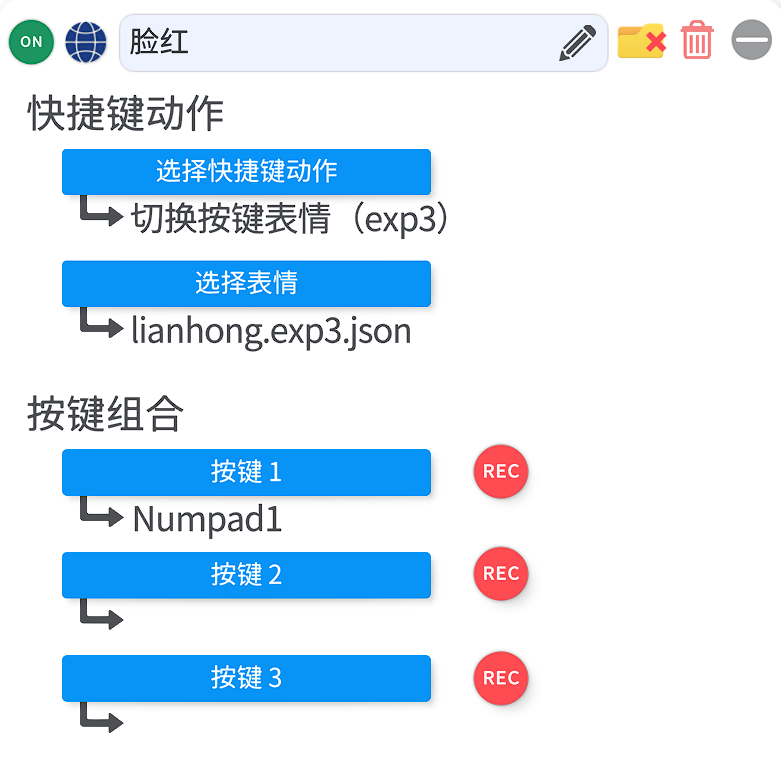 ON
脸红
快捷键动作
选择快捷键动作
切换按键表情（exp3）
选择表情
lianhong.exp3.json
按键组合
按键 1
REC
Numpad1
按键 2
REC
按键 3
REC